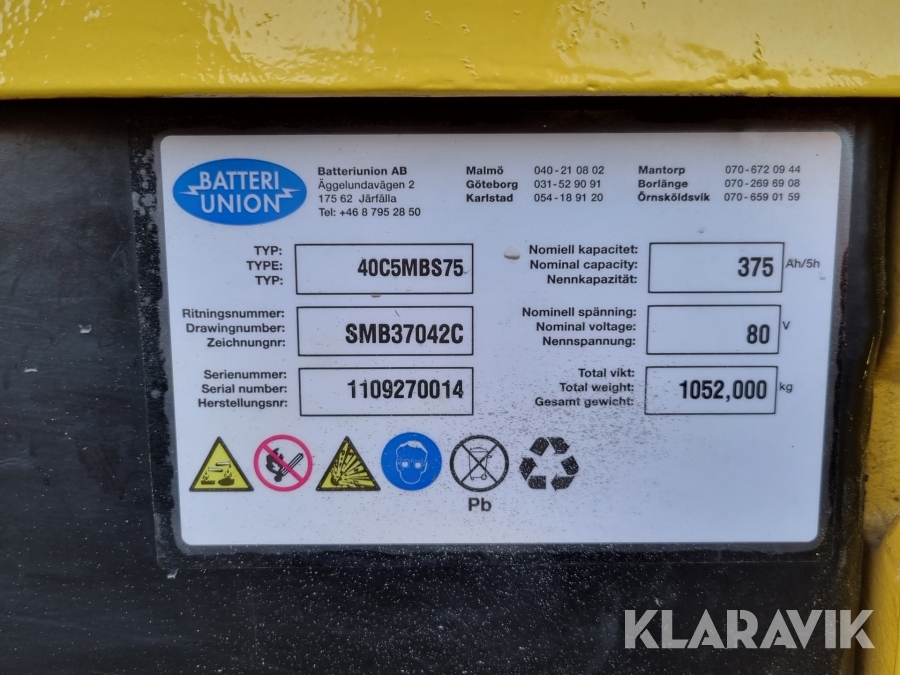 BATTERI
UNION
Batteriunion AB
Äggelundavägen 2
175 62 Järfälla
Tel: +46 8 795 28 50
Malmö 040-21 08 02
Göteborg 031-52 90 91
Karlstad 054-18 91 20
Mantorp 070-672 09 44
Borlänge 070-269 69 08
Örnsköldsvik 070-659 01 59
TYP:
TYPE: 40C5MBS75
TYP:
Ritningsnummer:
Drawingnumber: SMB37042C
Zeichnungnr:
Serienummer:
Serial number: 1109270014
Herstellungsnr:
Nomiell kapacitet:
Nominal capacity: 375 Ah/5h
Nennkapazität:
Nominell spänning:
Nominal voltage: 80 V
Nennspannung:
Total vikt:
Total weight: 1052,000 kg
Gesamt gewicht:
Pb
KLARAVIK